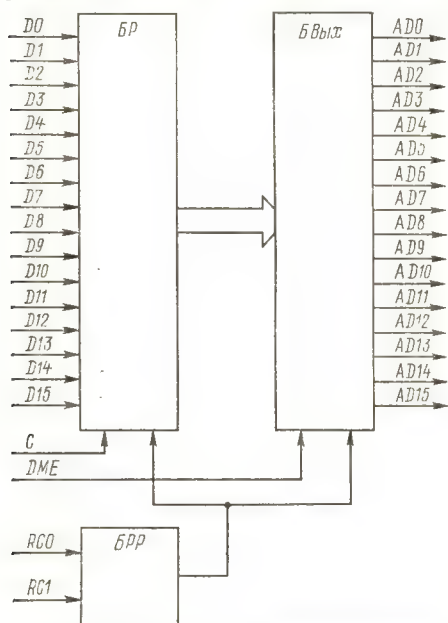 БР
БВых
D0
D1
D2
D3
D4
D5
D6
D7
D8
D9
D10
D11
D12
D13
D14
D15
AD0
AD1
AD2
AD3
AD4
AD5
AD6
AD7
AD8
AD9
AD10
AD11
AD12
AD13
AD14
AD15
C
DME
БРР
RC0
RC1